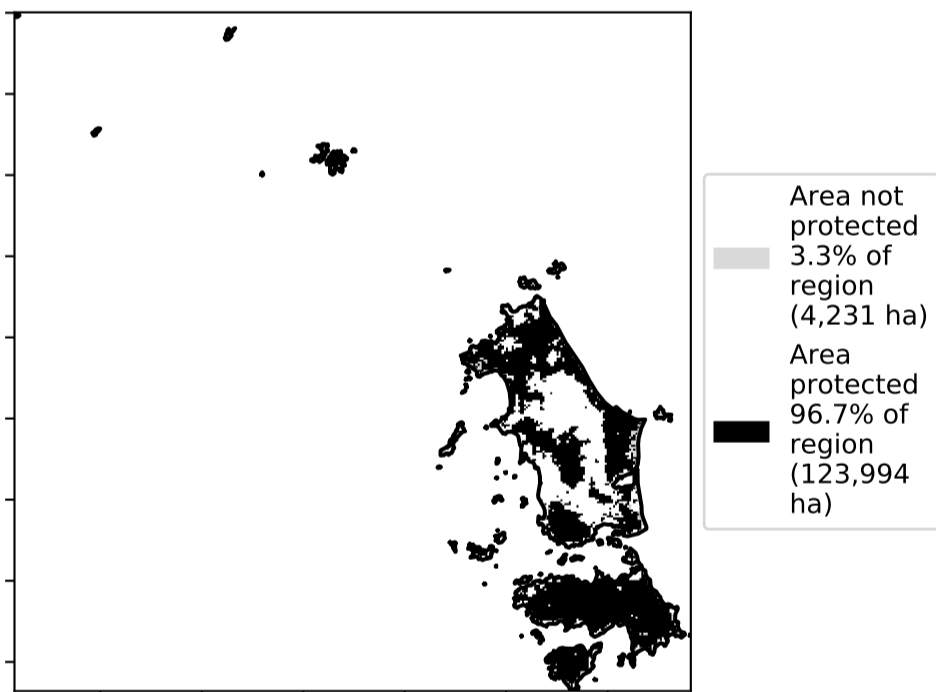 Area not
protected
3.3% of
region
(4,231 ha)
Area
protected
96.7% of
region
(123,994
ha)